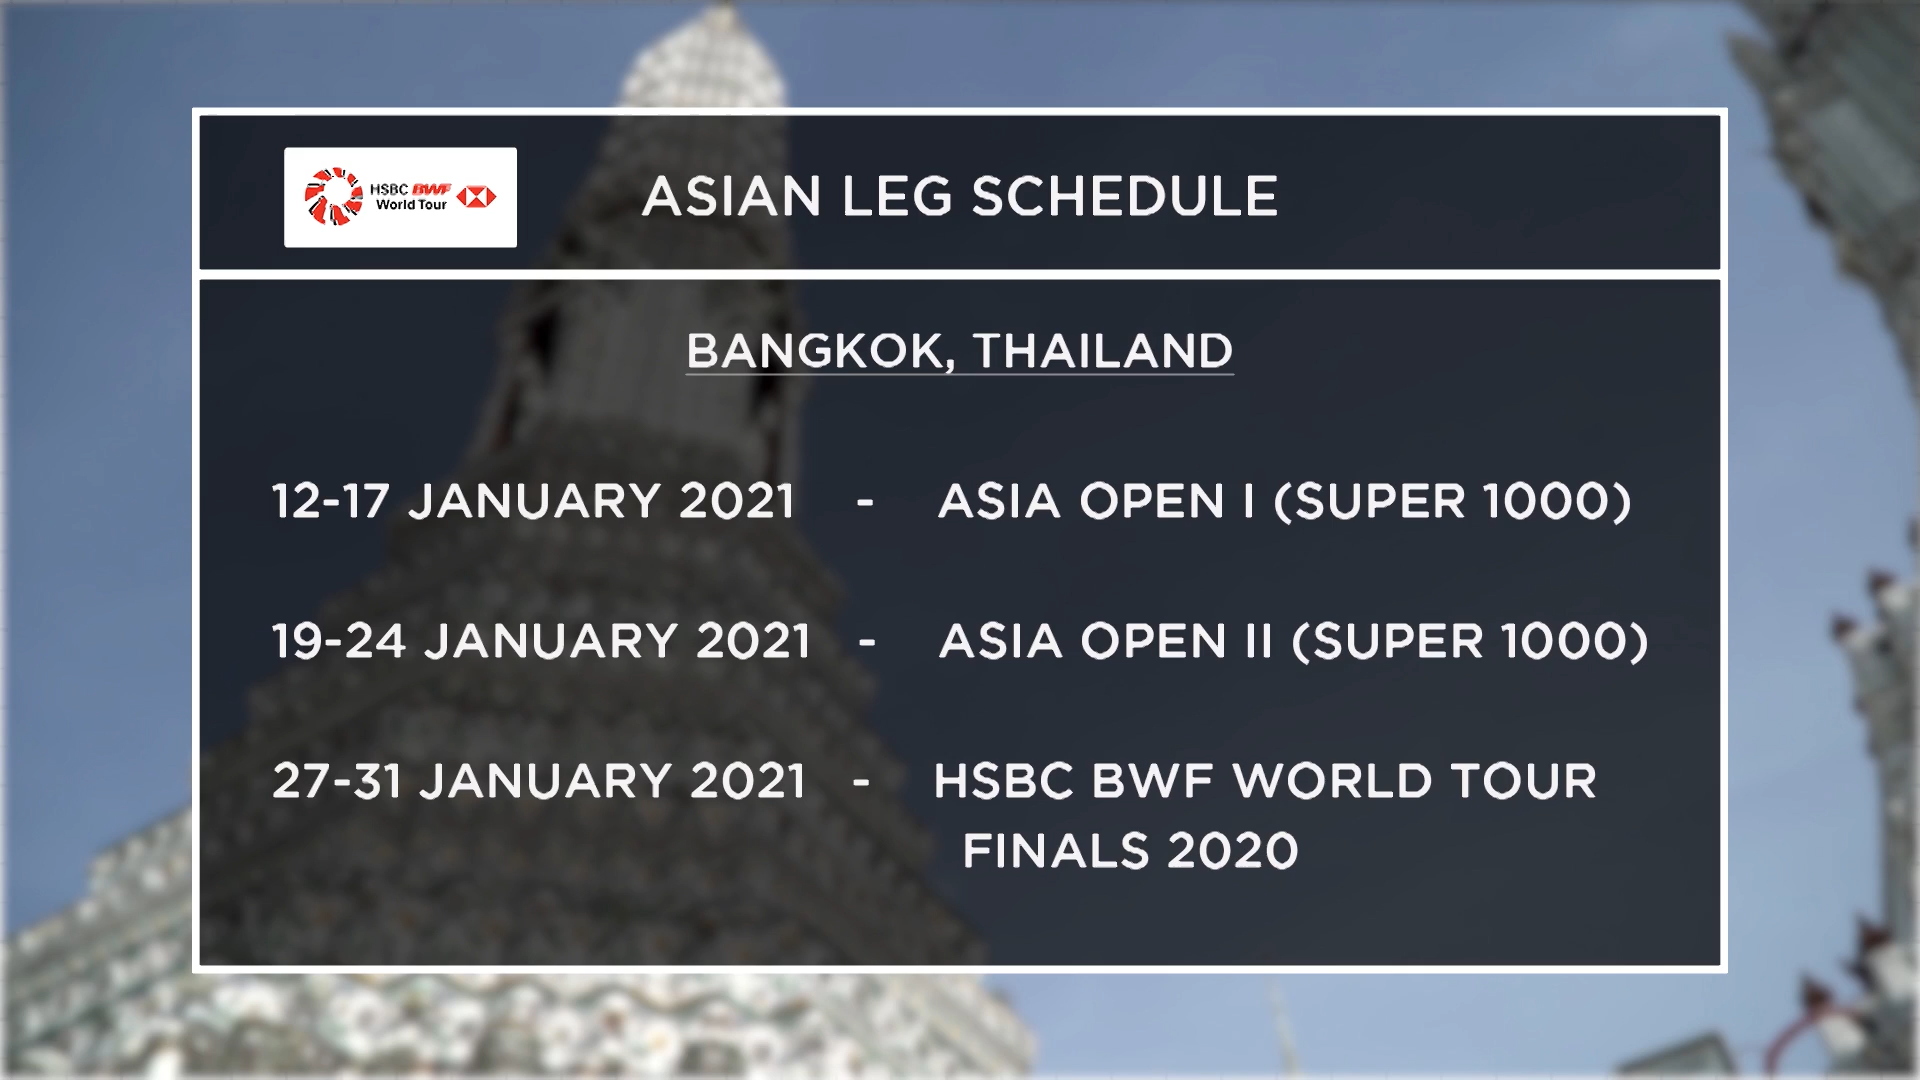 HSBC BWF
World Tour
ASIAN LEG SCHEDULE
BANGKOK, THAILAND
12-17 JANUARY 2021 - ASIA OPEN I (SUPER 1000)
19-24 JANUARY 2021 - ASIA OPEN II (SUPER 1000)
27-31 JANUARY 2021 - HSBC BWF WORLD TOUR
FINALS 2020